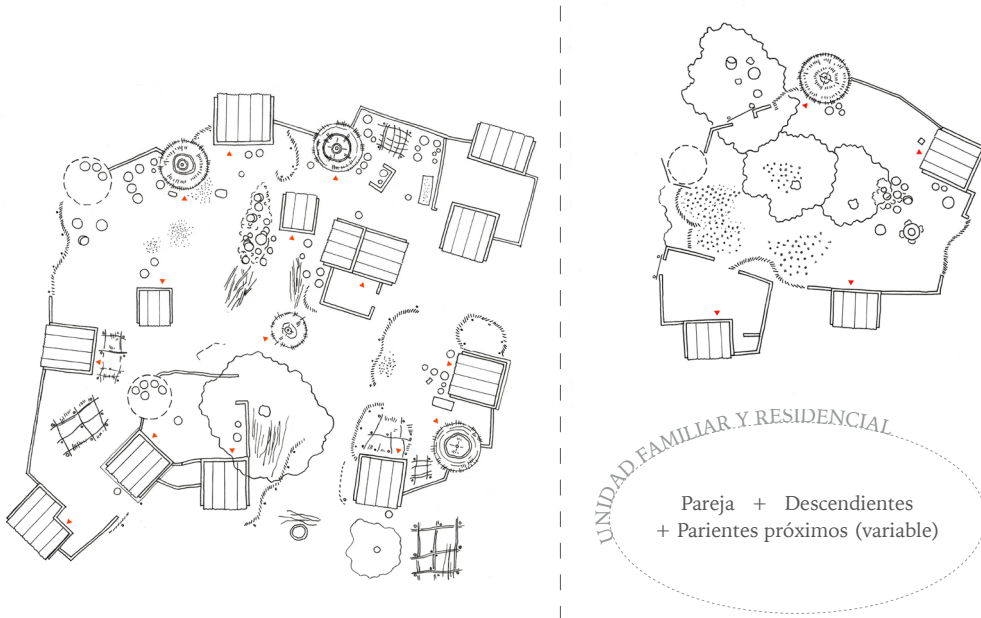 UNIDAD FAMILIAR Y RESIDENCIAL
Pareja + Descendientes
+ Parientes próximos (variable)